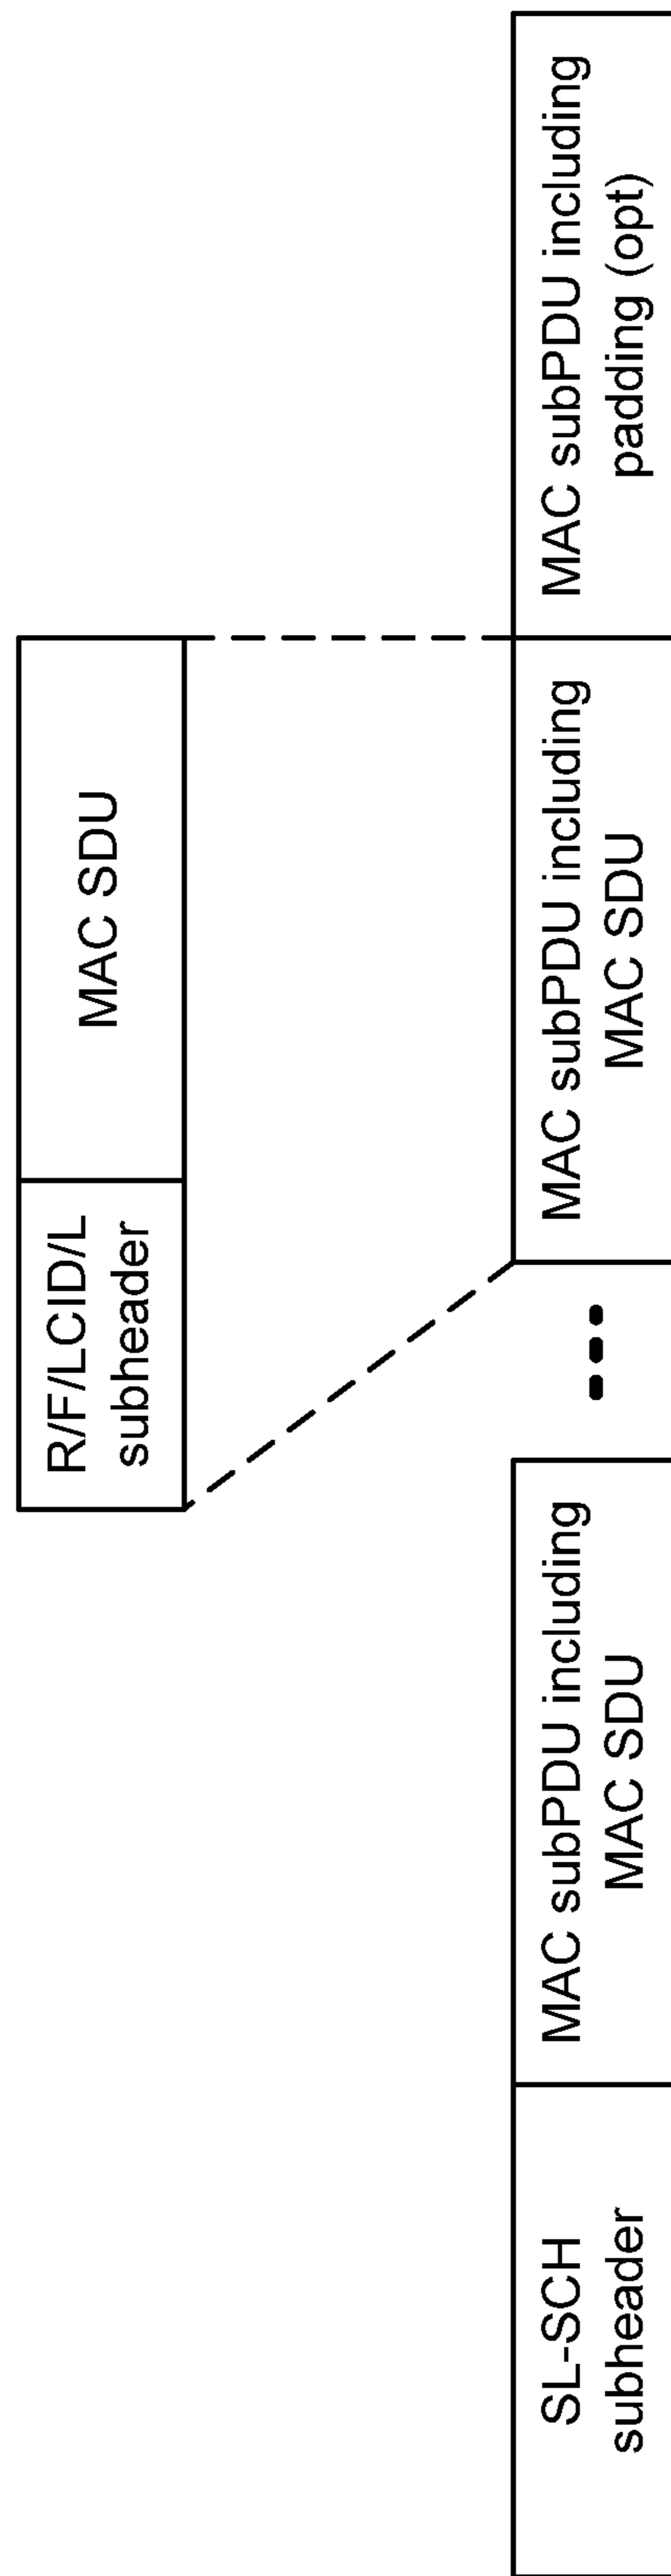 R/F/LCID/L
subheader
MAC SDU
SL-SCH
subheader
MAC subPDU including
MAC SDU
MAC subPDU including
MAC SDU
MAC subPDU including
padding (opt)